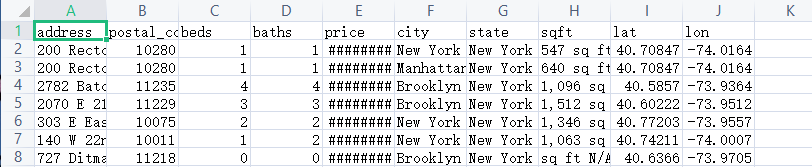 A B C D E F G H I J K
1 address postal_co beds baths price city state sqft lat lon
2 200 Recto 10280 1 1 ######## New York New York 547 sq ft 40.70847 -74.0164
3 200 Recto 10280 1 1 ######## Manhattan New York 640 sq ft 40.70847 -74.0164
4 2782 Batc 11235 4 4 ######## Brooklyn New York 1,096 sq 40.5857 -73.9364
5 2070 E 21 11229 3 3 ######## Brooklyn New York 1,512 sq 40.60222 -73.9512
6 303 E Eas 10075 2 2 ######## New York New York 1,346 sq 40.77203 -73.9557
7 140 W 22n 10011 1 2 ######## New York New York 1,063 sq 40.74211 -74.0007
8 727 Ditma 11218 0 0 ######## Brooklyn New York sq ft N/A 40.6366 -73.9705